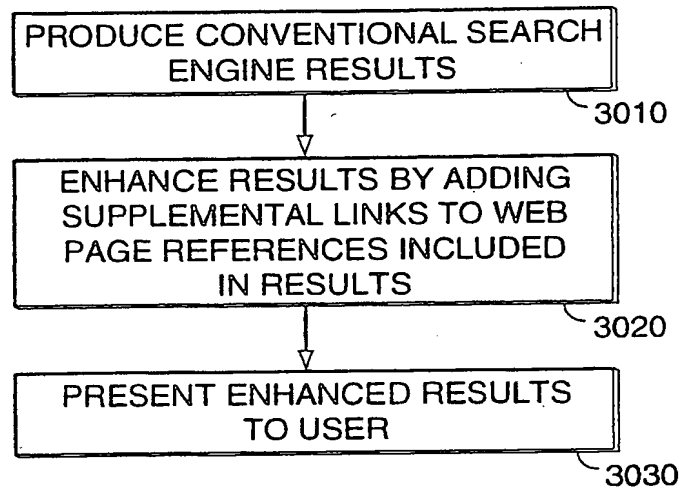 PRODUCE CONVENTIONAL SEARCH
ENGINE RESULTS
3010
ENHANCE RESULTS BY ADDING
SUPPLEMENTAL LINKS TO WEB
PAGE REFERENCES INCLUDED
IN RESULTS
3020
PRESENT ENHANCED RESULTS
TO USER
3030